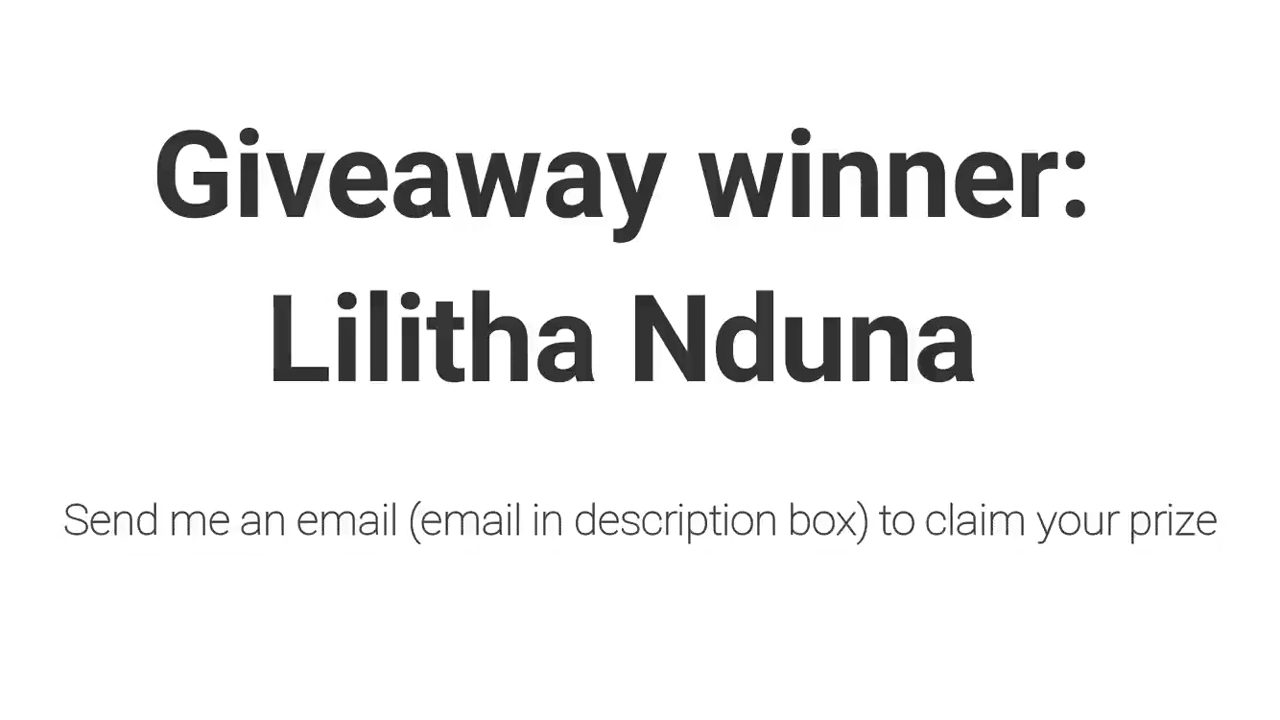 Giveaway winner:
Lilitha Nduna
Send me an email (email in description box) to claim your prize